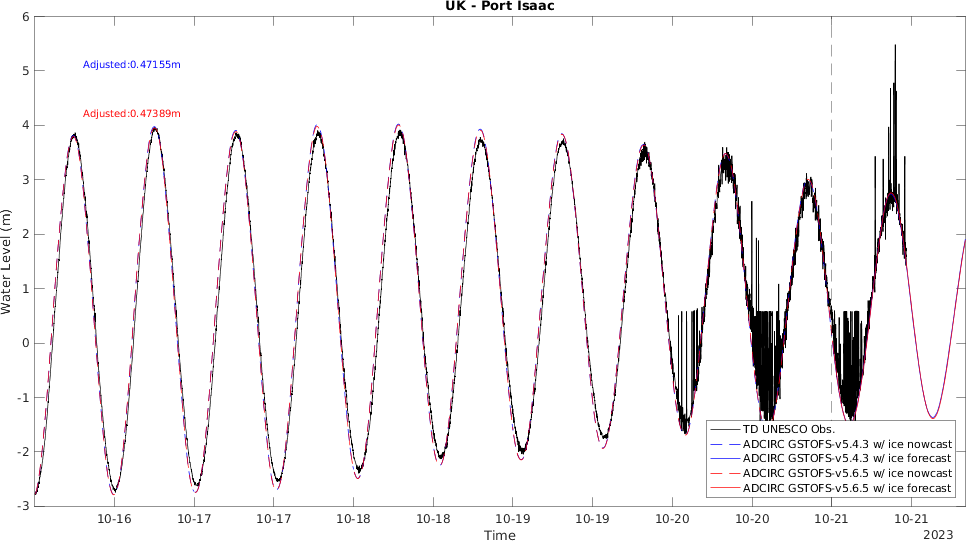 UK - Port Isaac
6
5
4
3
2
1
0
-1
-2
-3
Water Level (m)
Adjusted:0.47155m
Adjusted:0.47389m
TD UNESCO Obs.
ADCIRC GSTOFS-v5.4.3 w/ ice nowcast
ADCIRC GSTOFS-v5.4.3 w/ ice forecast
ADCIRC GSTOFS-v5.6.5 w/ ice nowcast
ADCIRC GSTOFS-v5.6.5 w/ ice forecast
10-16 10-17 10-17 10-18 10-18 10-19 10-19 10-20 10-20 10-21 10-21
Time
2023